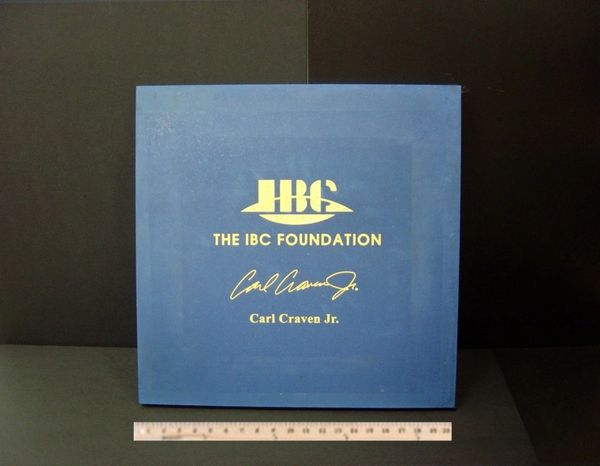 IBC
THE IBC FOUNDATION
Carl Craven Jr.
Carl Craven Jr.